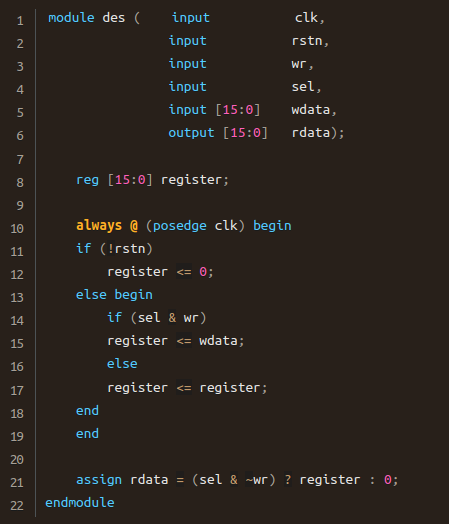 1 module des (    input           clk,
2                 input           rstn,
3                 input           wr,
4                 input           sel,
5                 input [15:0]    wdata,
6                 output [15:0]   rdata);
7
8     reg [15:0] register;
9
10     always @ (posedge clk) begin
11     if (!rstn)
12         register <= 0;
13     else begin
14         if (sel & wr)
15         register <= wdata;
16         else
17         register <= register;
18     end
19     end
20
21     assign rdata = (sel & ~wr) ? register : 0;
22 endmodule